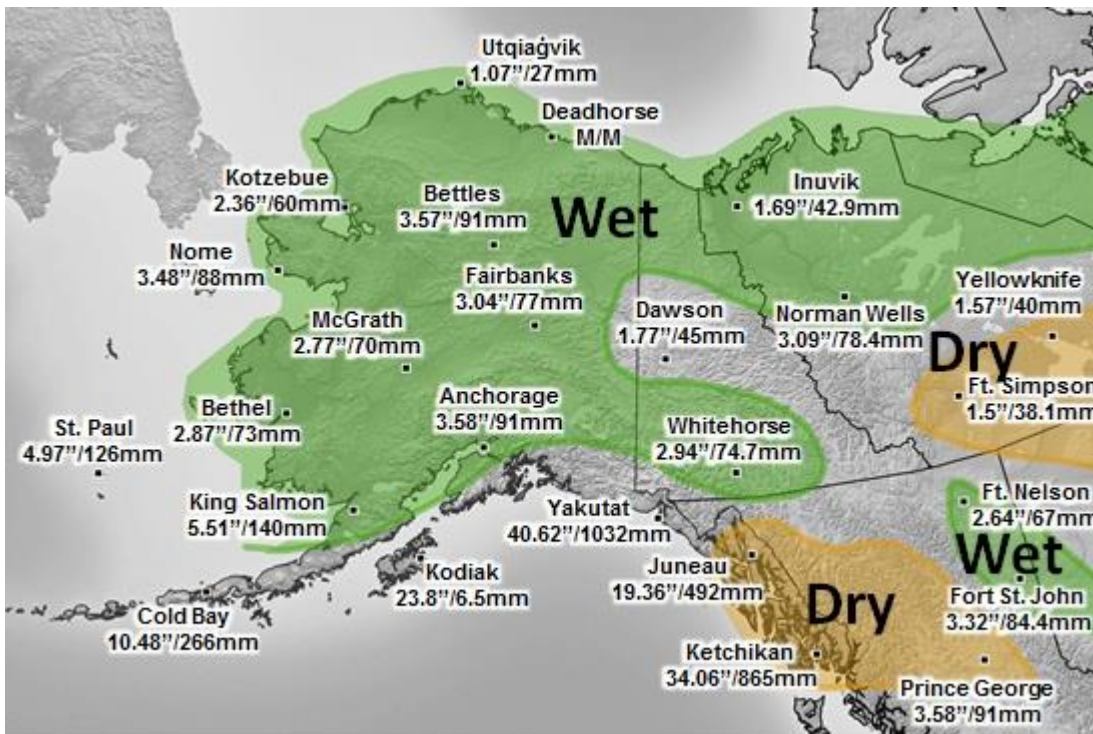 Utqiaġvik
1.07”/27mm
Deadhorse
M/M
Kotzebue
2.36”/60mm
Bettles
3.57”/91mm
Wet
Inuvik
1.69”/42.9mm
Nome
3.48”/88mm
Fairbanks
3.04”/77mm
Yellowknife
1.57”/40mm
McGrath
2.77”/70mm
Dawson
1.77”/45mm
Norman Wells
3.09”/78.4mm
Dry
Ft. Simpson
1.5”/38.1mm
Bethel
2.87”/73mm
Anchorage
3.58”/91mm
St. Paul
4.97”/126mm
Whitehorse
2.94”/74.7mm
King Salmon
5.51”/140mm
Yakutat
40.62”/1032mm
Ft. Nelson
2.64”/67mm
Wet
Kodiak
23.8”/6.5mm
Juneau
19.36”/492mm
Cold Bay
10.48”/266mm
Dry
Fort St. John
3.32”/84.4mm
Ketchikan
34.06”/865mm
Prince George
3.58”/91mm